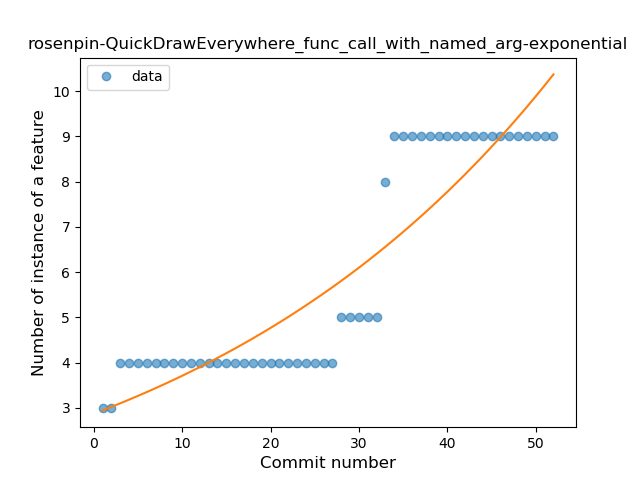 rosenpin-QuickDrawEverywhere_func_call_with_named_arg-exponential
data
Number of instance of a feature
10
9
8
7
6
5
4
3
0 10 20 30 40 50
Commit number